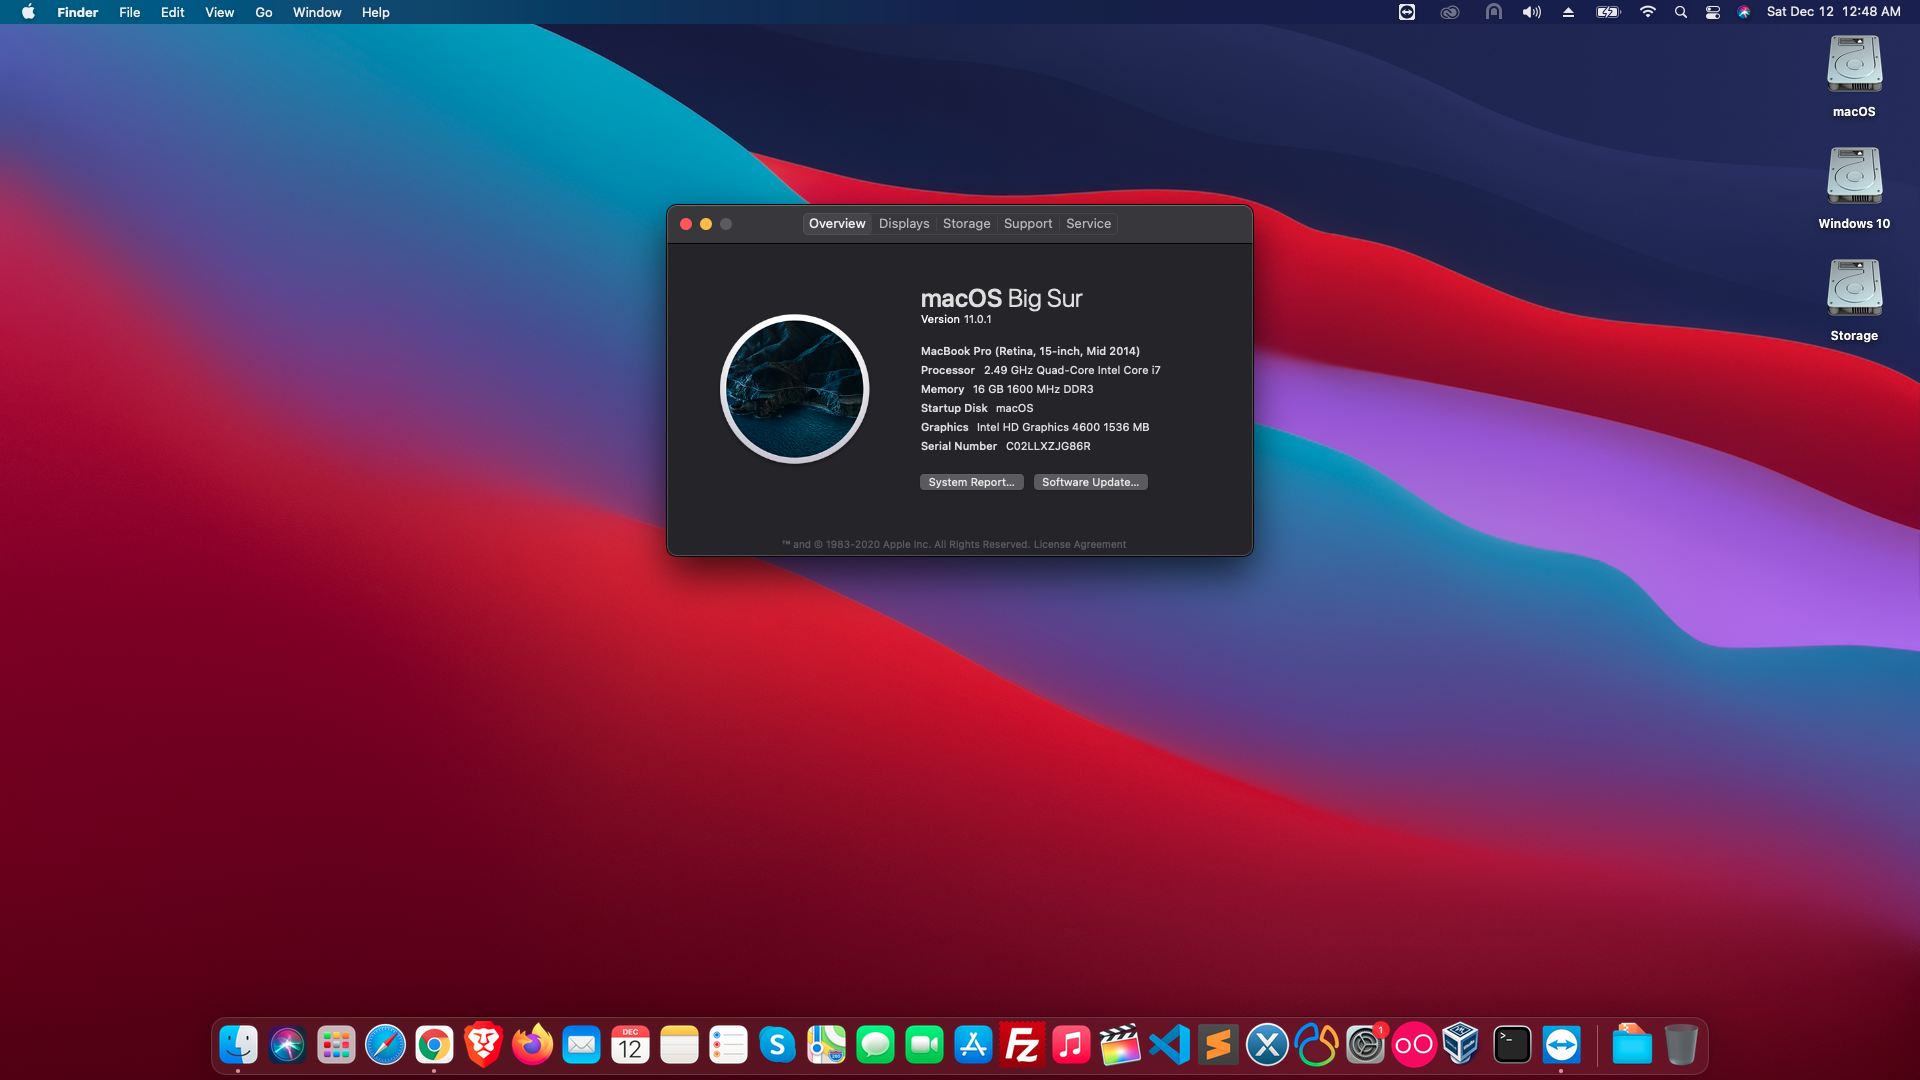 Finder File Edit View Go Window Help
Sat Dec 12 12:48 AM
macOS
Windows 10
Storage
Overview Displays Storage Support Service
macOS Big Sur
Version 11.0.1
MacBook Pro (Retina, 15-inch, Mid 2014)
Processor 2.49 GHz Quad-Core Intel Core i7
Memory 16 GB 1600 MHz DDR3
Startup Disk macOS
Graphics Intel HD Graphics 4600 1536 MB
Serial Number C02LLXZJG86R
System Report... Software Update...
™ and © 1983-2020 Apple Inc. All Rights Reserved. License Agreement
DEC
12
S
Fz
X
1
>_